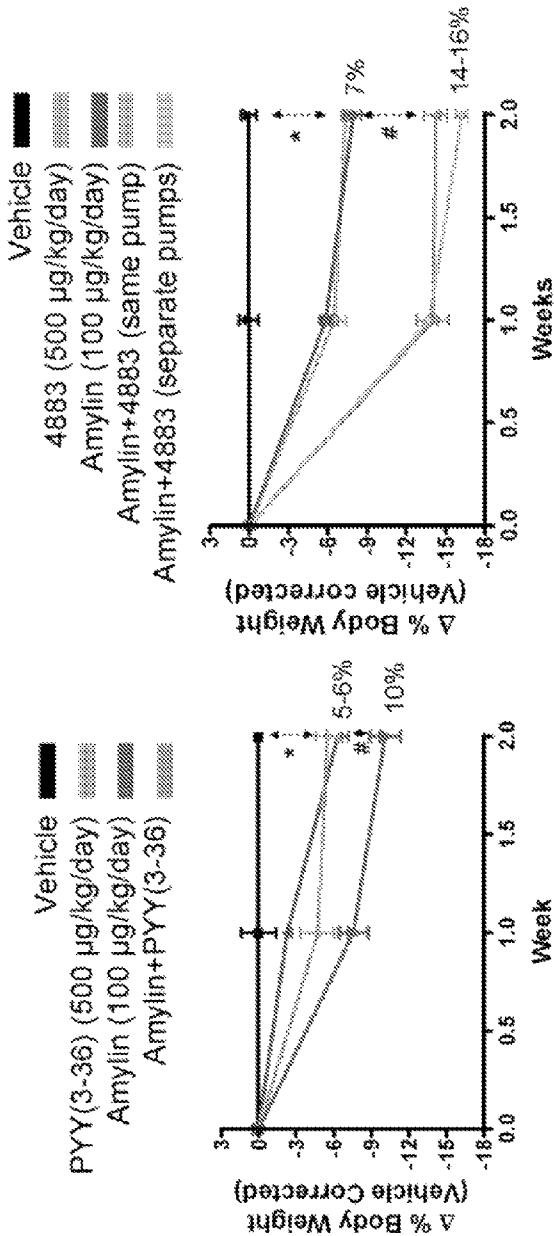 Vehicle
PYY(3-36) (500 µg/kg/day)
Amylin (100 µg/kg/day)
Amylin+PYY(3-36)
Δ % Body Weight
(Vehicle Corrected)
3
0
-3
-6
-9
-12
-15
-18
0.0
0.5
1.0
1.5
2.0
Week
*
#
5-6%
10%
Vehicle
4883 (500 µg/kg/day)
Amylin (100 µg/kg/day)
Amylin+4883 (same pump)
Amylin+4883 (separate pumps)
Δ % Body Weight
(Vehicle corrected)
3
0
-3
-6
-9
-12
-15
-18
0.0
0.5
1.0
1.5
2.0
Weeks
*
#
7%
14-16%